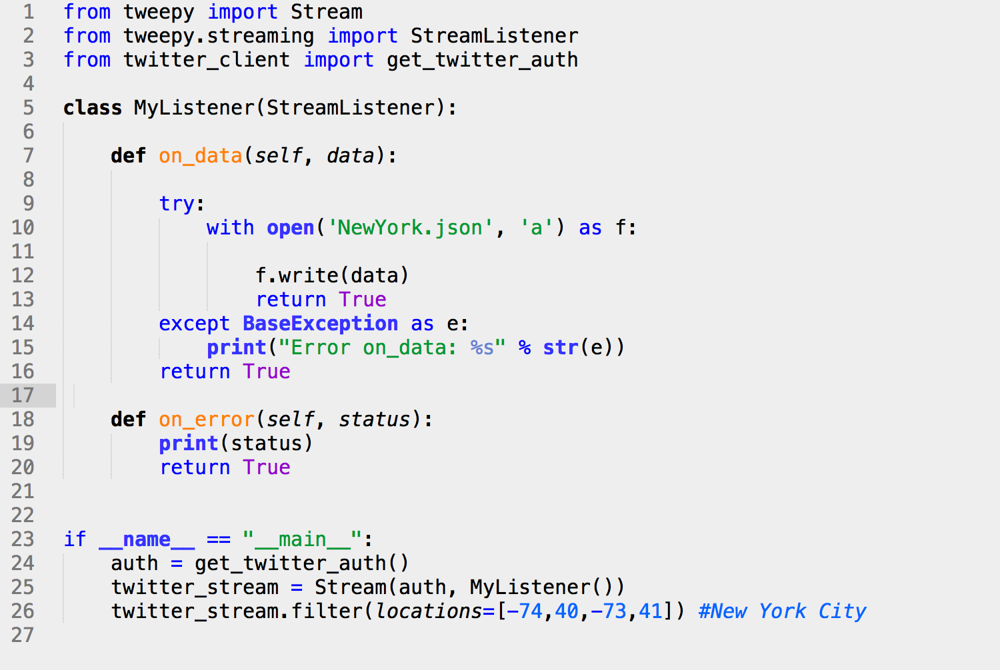 1 from tweepy import Stream
2 from tweepy.streaming import StreamListener
3 from twitter_client import get_twitter_auth
4
5 class MyListener(StreamListener):
6
7     def on_data(self, data):
8
9         try:
10             with open('NewYork.json', 'a') as f:
11
12                 f.write(data)
13                 return True
14         except BaseException as e:
15             print("Error on_data: %s" % str(e))
16         return True
17
18     def on_error(self, status):
19         print(status)
20         return True
21
22
23 if __name__ == "__main__":
24     auth = get_twitter_auth()
25     twitter_stream = Stream(auth, MyListener())
26     twitter_stream.filter(locations=[-74,40,-73,41]) #New York City
27